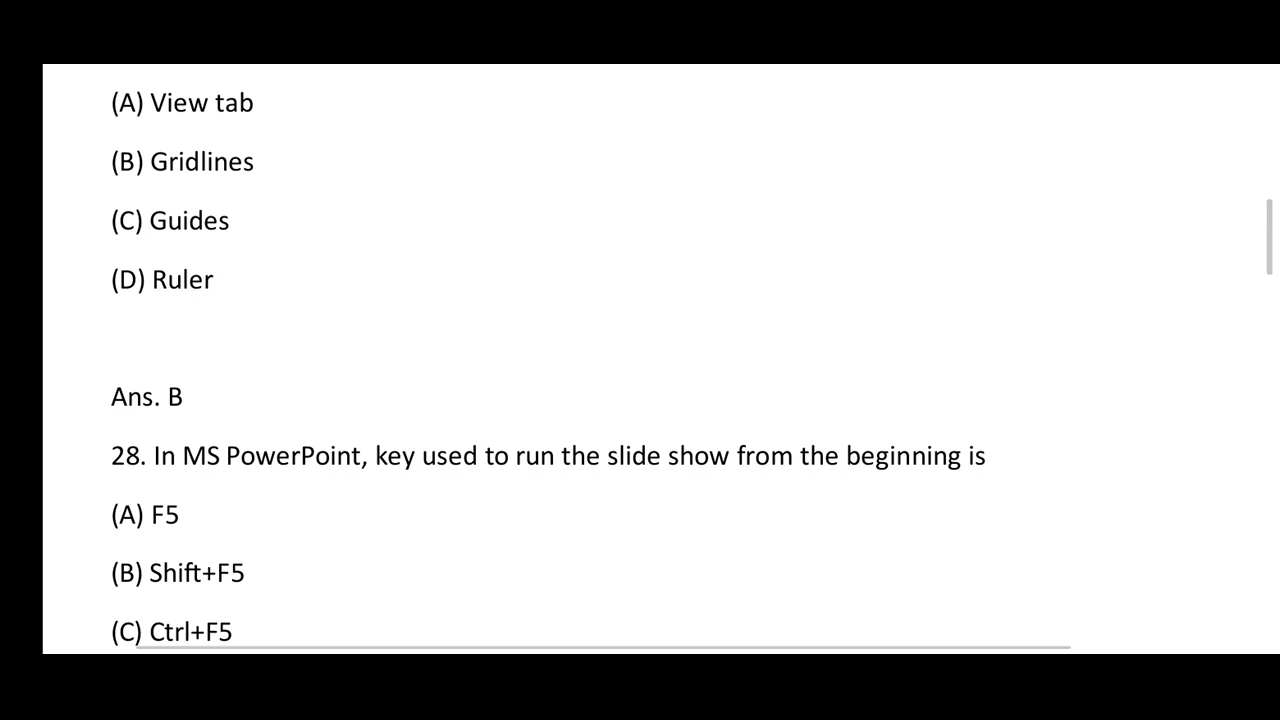 (A) View tab
(B) Gridlines
(C) Guides
(D) Ruler
Ans. B
28. In MS PowerPoint, key used to run the slide show from the beginning is
(A) F5
(B) Shift+F5
(C) Ctrl+F5